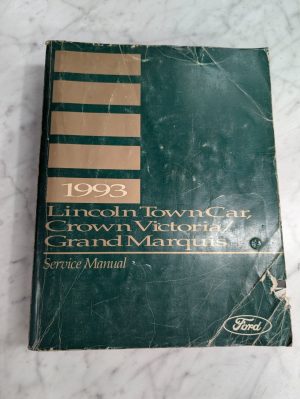 1993
Lincoln Town Car,
Crown Victoria/
Grand Marquis
Service Manual
Ford